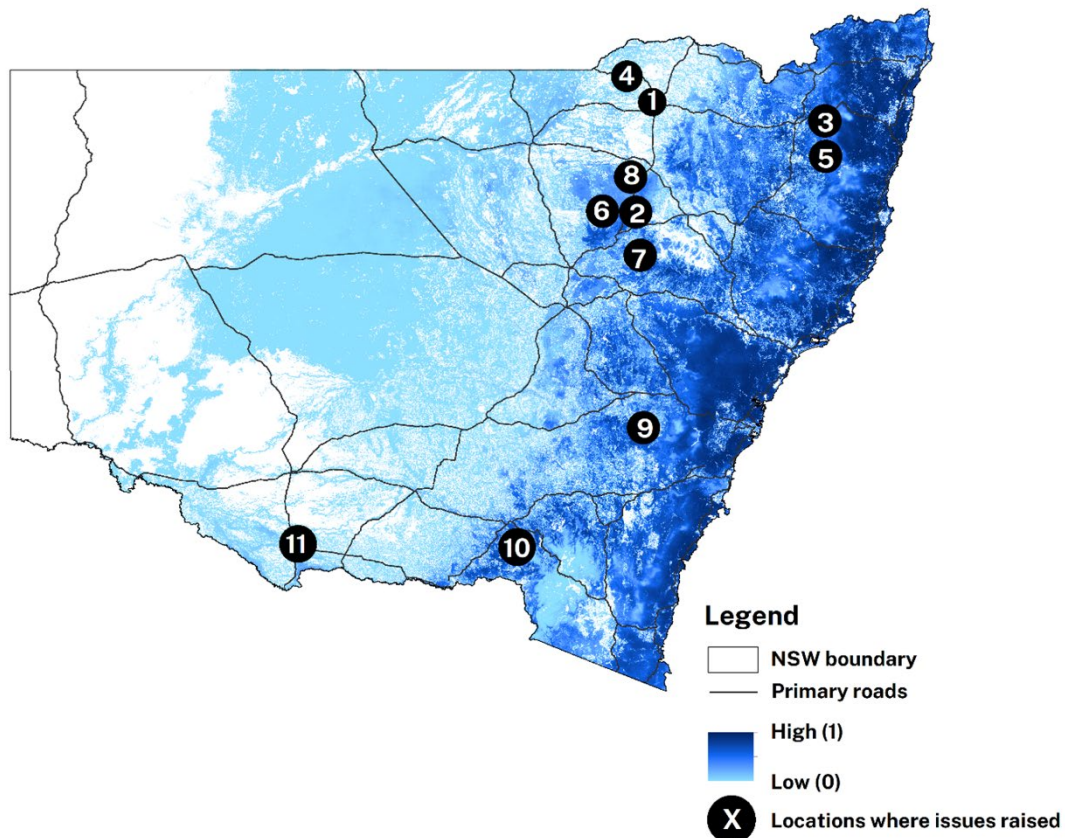 4
1
3
5
8
6
2
7
9
10
11
Legend
NSW boundary
Primary roads
High (1)
Low (0)
X
Locations where issues raised